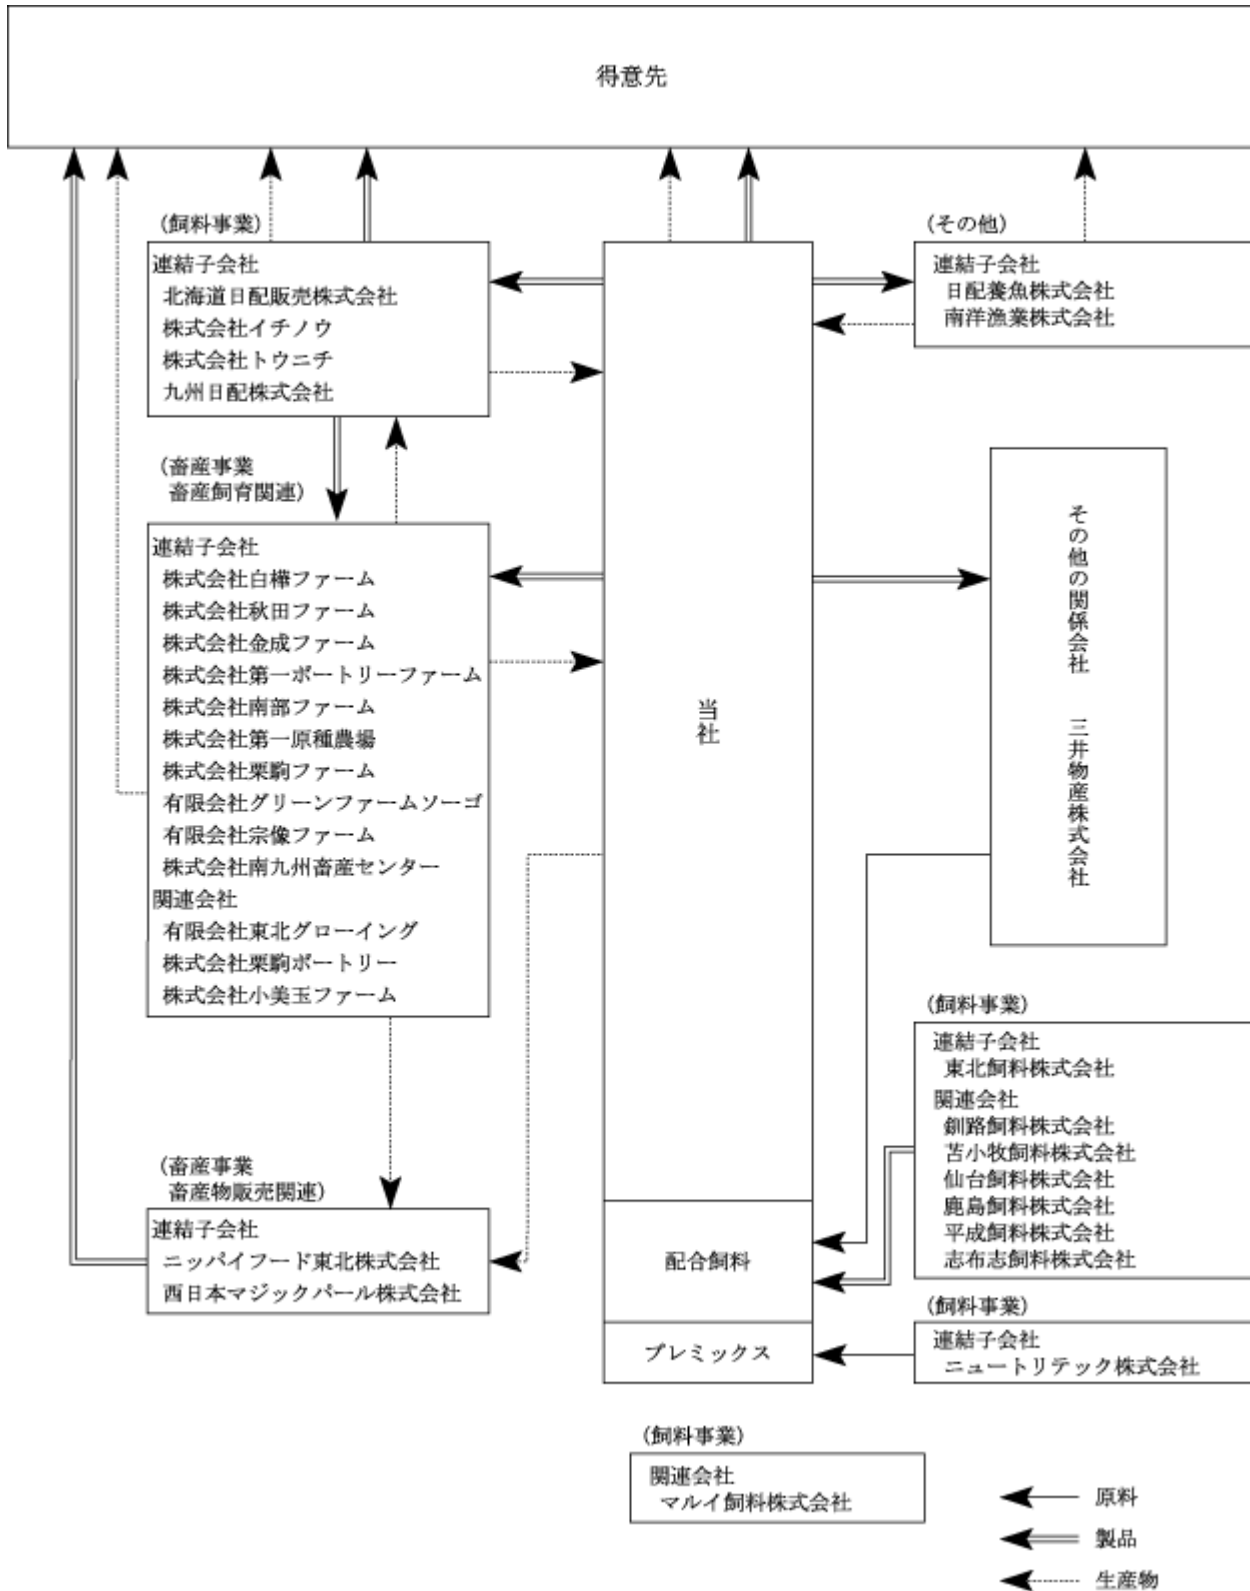 得意先
(飼料事業)
連結子会社
北海道日配販売株式会社
株式会社イチノウ
株式会社トウニチ
九州日配株式会社
(その他)
連結子会社
日配養魚株式会社
南洋漁業株式会社
(畜産事業
畜産飼育関連)
連結子会社
株式会社白樺ファーム
株式会社秋田ファーム
株式会社金成ファーム
株式会社第一ポートリーファーム
株式会社南部ファーム
株式会社第一原種農場
株式会社栗駒ファーム
有限会社グリーンファームソーゴ
有限会社宗像ファーム
株式会社南九州畜産センター
関連会社
有限会社東北グローイング
株式会社栗駒ポートリー
株式会社小美玉ファーム
当社
その他の関係会社 三井物産株式会社
(畜産事業
畜産物販売関連)
連結子会社
ニッパイフード東北株式会社
西日本マジックパール株式会社
配合飼料
プレミックス
(飼料事業)
連結子会社
東北飼料株式会社
関連会社
釧路飼料株式会社
苫小牧飼料株式会社
仙台飼料株式会社
鹿島飼料株式会社
平成飼料株式会社
志布志飼料株式会社
(飼料事業)
連結子会社
ニュートリテック株式会社
(飼料事業)
関連会社
マルイ飼料株式会社
原料
製品
生産物